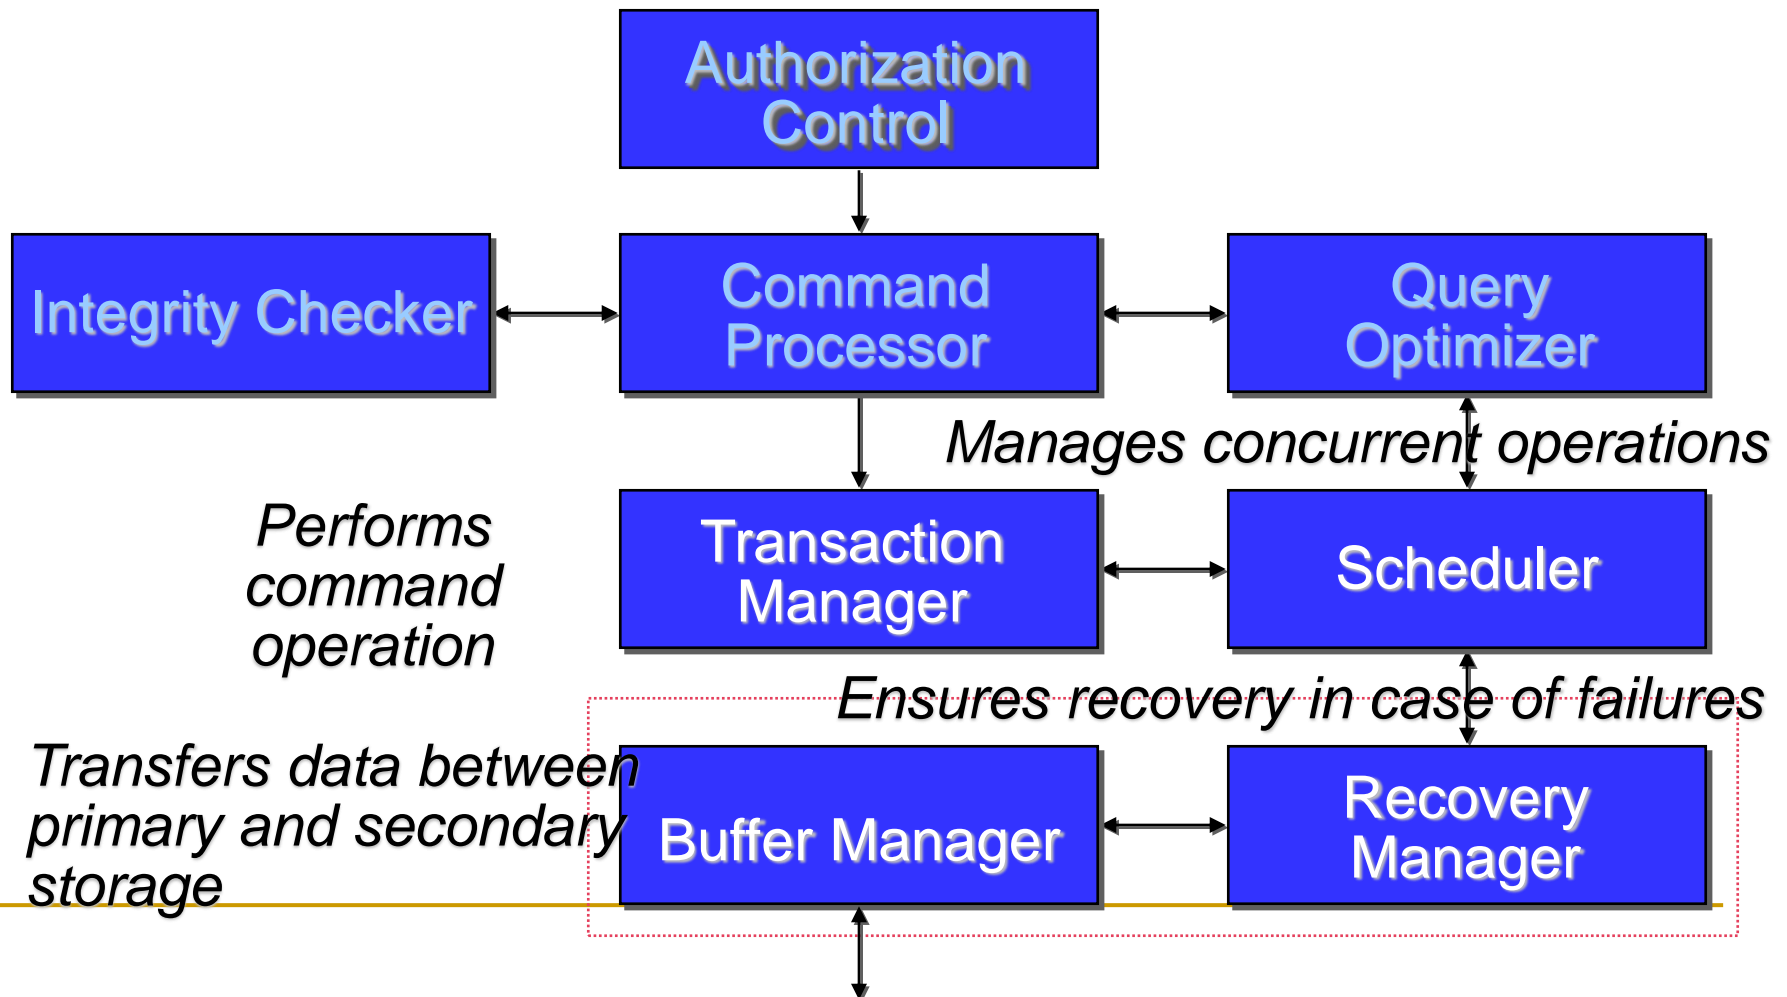 Authorization
Control
Integrity Checker
Command
Processor
Query
Optimizer
Manages concurrent operations
Performs
command
operation
Transaction
Manager
Scheduler
Ensures recovery in case of failures
Transfers data between
primary and secondary
storage
Buffer Manager
Recovery
Manager